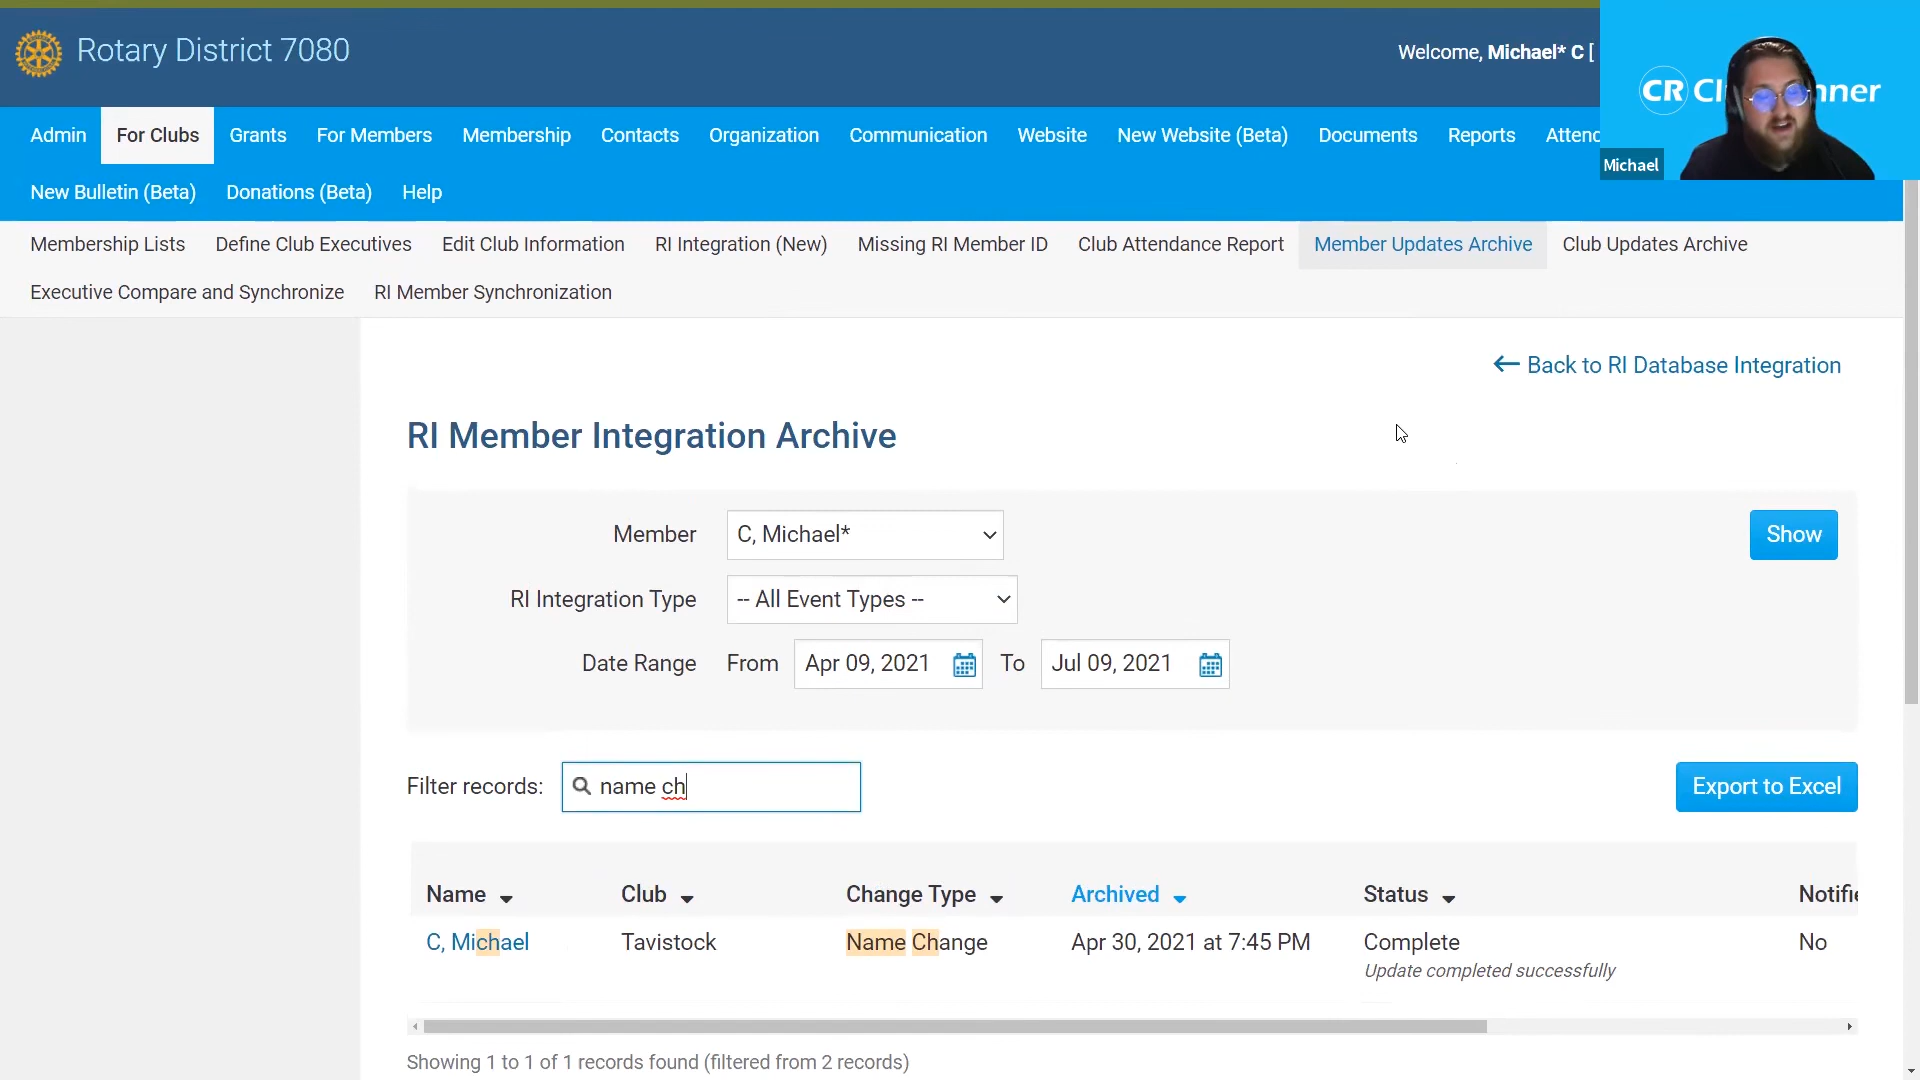 Rotary District 7080
Welcome, Michael* C [
CR Cl nner
Michael
Admin For Clubs Grants For Members Membership Contacts Organization Communication Website New Website (Beta) Documents Reports Attend
New Bulletin (Beta) Donations (Beta) Help
Membership Lists Define Club Executives Edit Club Information RI Integration (New) Missing RI Member ID Club Attendance Report Member Updates Archive Club Updates Archive
Executive Compare and Synchronize RI Member Synchronization
Back to RI Database Integration
RI Member Integration Archive
Member C, Michael* Show
RI Integration Type -- All Event Types --
Date Range From Apr 09, 2021 To Jul 09, 2021
Filter records: name ch Export to Excel
Name Club Change Type Archived Status Notifie
C, Michael Tavistock Name Change Apr 30, 2021 at 7:45 PM Complete No
Update completed successfully
Showing 1 to 1 of 1 records found (filtered from 2 records)